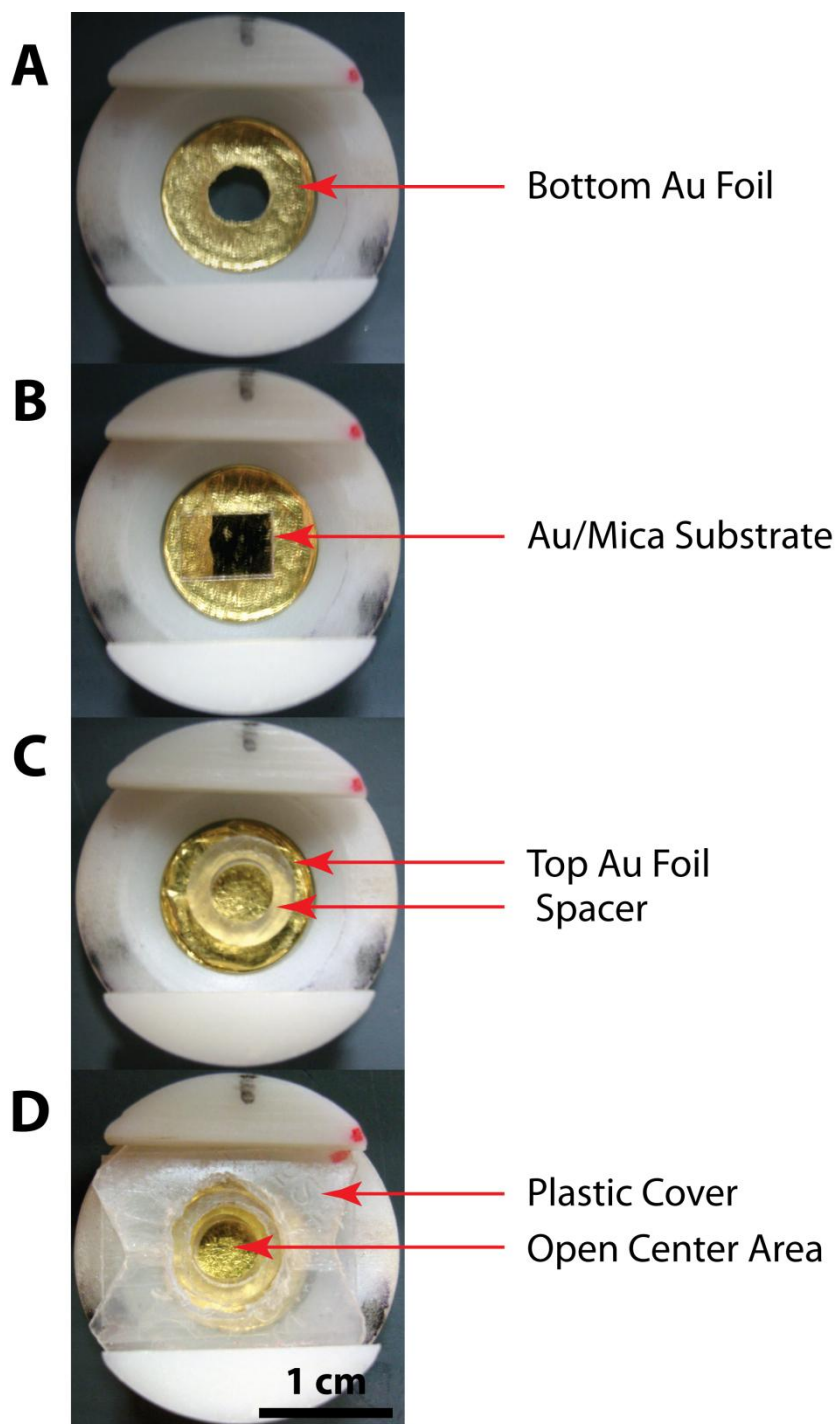 A
Bottom Au Foil
B
Au/Mica Substrate
C
Top Au Foil
Spacer
D
Plastic Cover
Open Center Area
1 cm